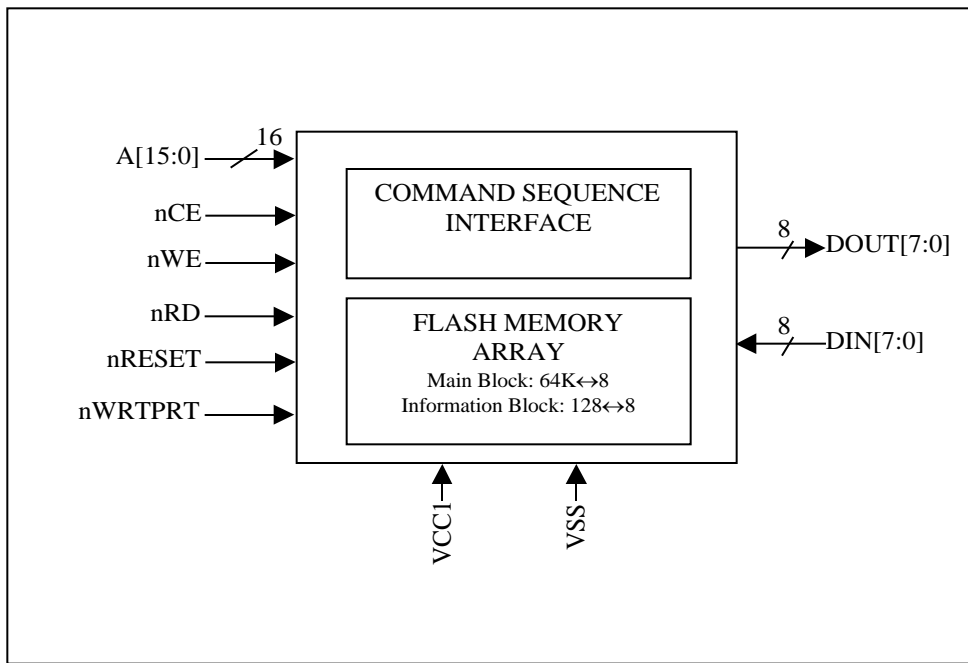 A[15:0]
16
nCE
nWE
nRD
nRESET
nWRTPRT
COMMAND SEQUENCE
INTERFACE
FLASH MEMORY
ARRAY
Main Block: 64K↔8
Information Block: 128↔8
8
DOUT[7:0]
8
DIN[7:0]
VCC1
VSS